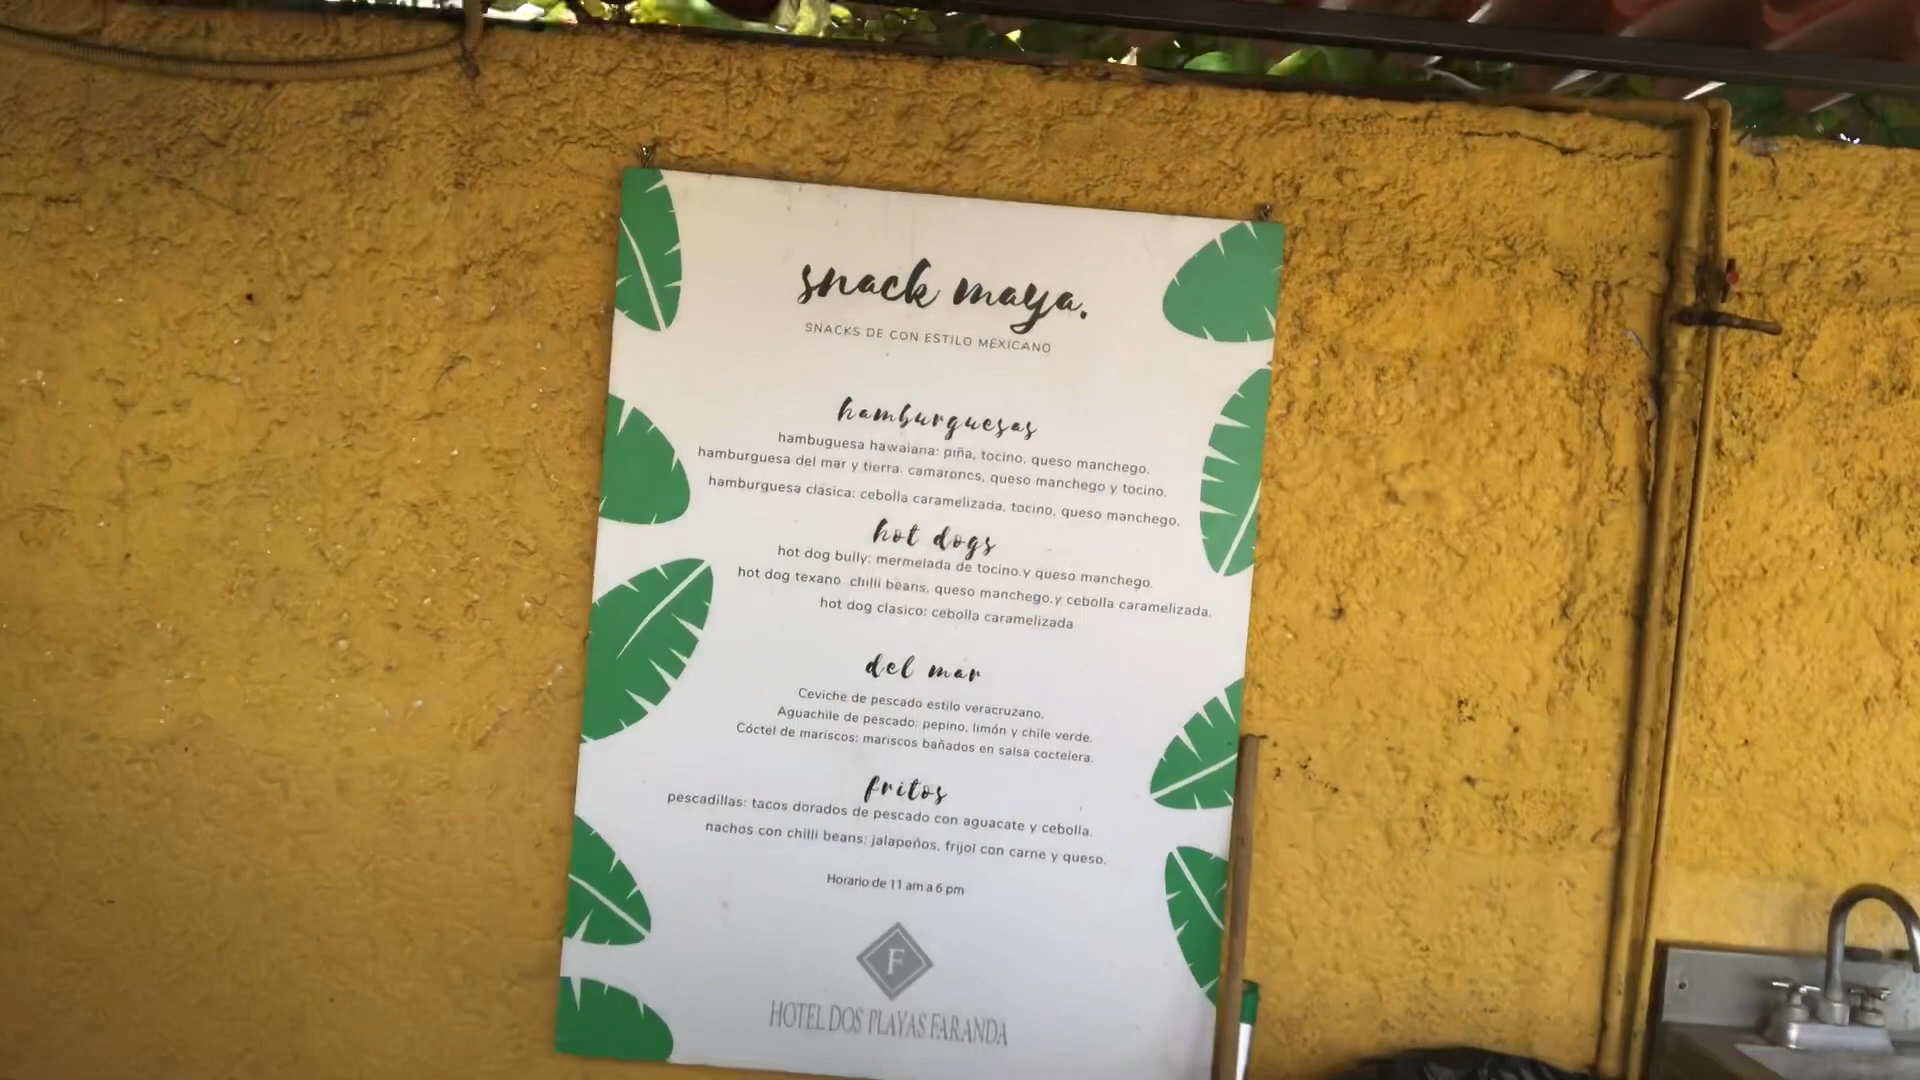 snack maya.
SNACKS DE CON ESTILO MEXICANO
hamburguesas
hambuguesa hawaiana: piña, tocino, queso manchego.
hamburguesa del mar y tierra. camarones, queso manchego y tocino.
hamburguesa clásica: cebolla caramelizada, tocino, queso manchego.
hot dogs
hot dog bully: mermelada de tocino.y queso manchego.
hot dog texano chilli beans, queso manchego.y cebolla caramelizada.
hot dog clasico: cebolla caramelizada
del mar
Ceviche de pescado estilo veracruzano.
Aguachile de pescado: pepino, limón y chile verde.
Cóctel de mariscos: mariscos bañados en salsa coctelera.
fritos
pescadillas: tacos dorados de pescado con aguacate y cebolla.
nachos con chilli beans: jalapeños, frijol con carne y queso.
Horario de 11 am a 6 pm
F
HOTEL DOS PLAYAS FARANDA